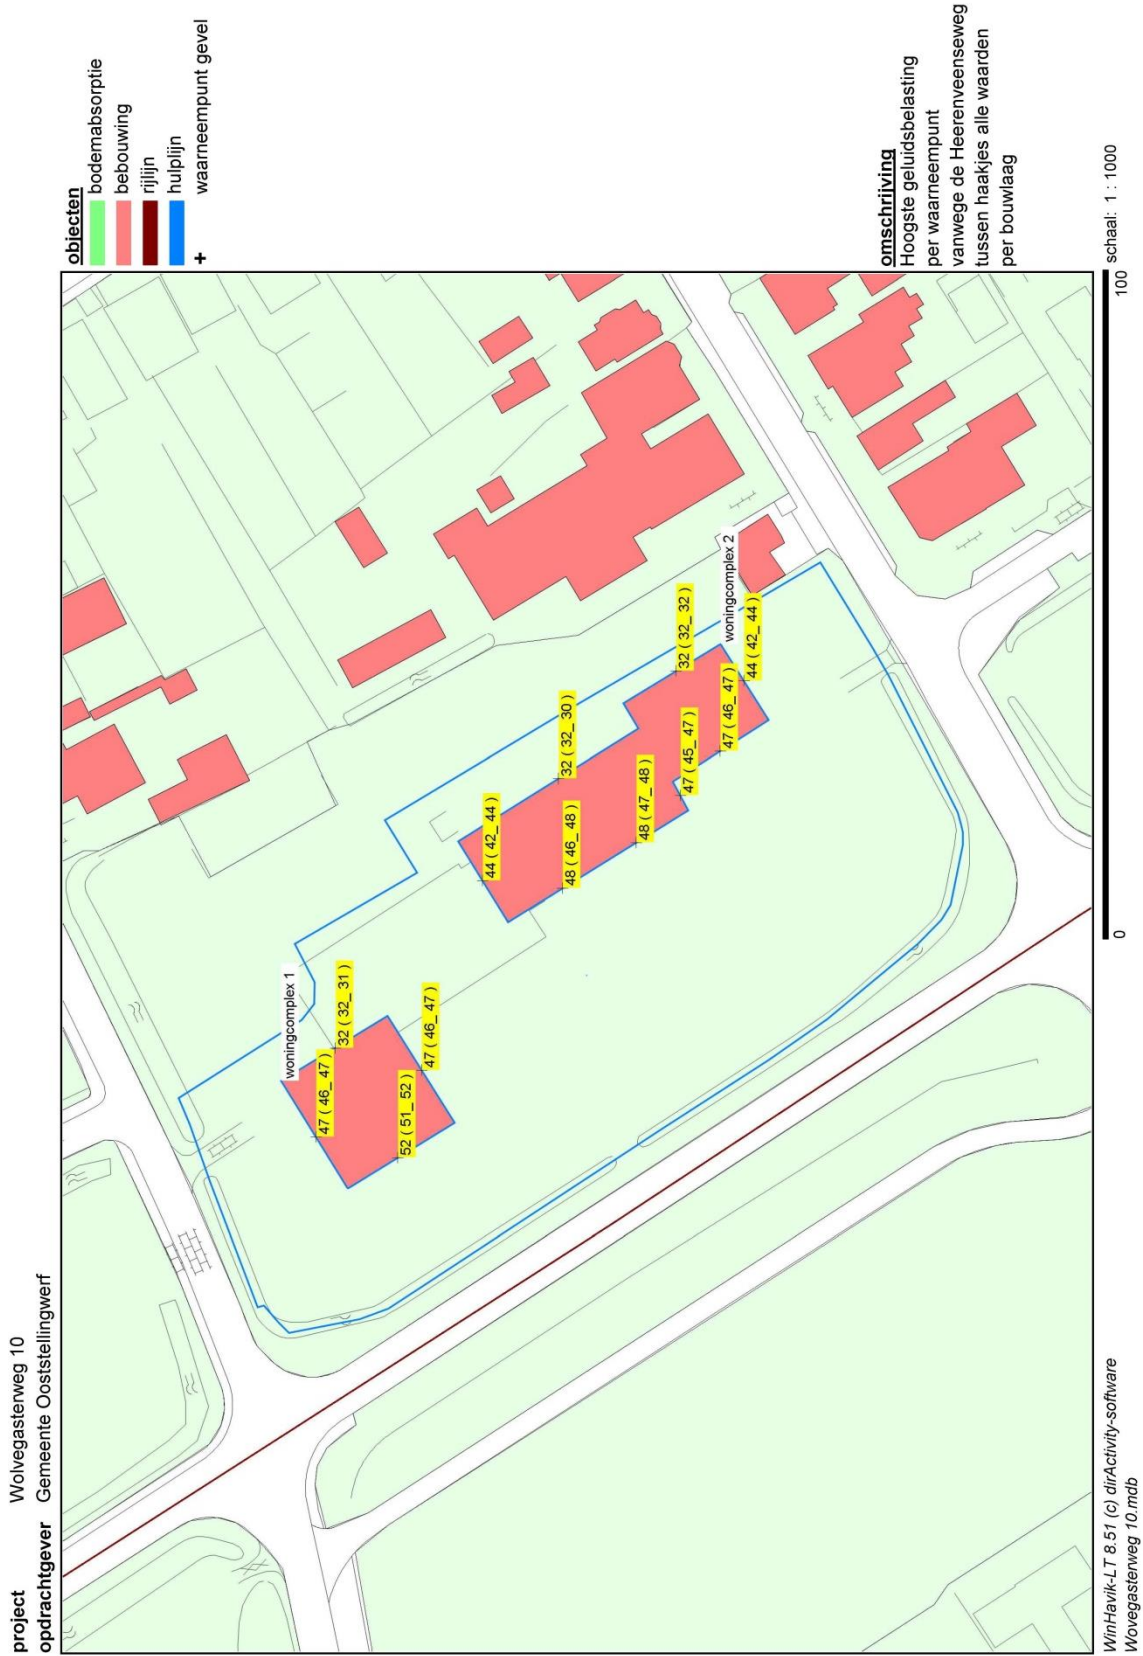 project Wolvegasterweg 10
opdrachtgever Gemeente Ooststellingwerf
objecten
bodemabsorptie
bebouwing
rijlijn
hulplijn
+ waarneempunt gevel
woningcomplex 1
47 ( 46_ 47)
32 ( 32_ 31)
52 ( 51_ 52)
47 ( 46_ 47)
44 ( 42_ 44)
32 ( 32_ 30)
48 ( 46_ 48)
48 ( 47_ 48)
32 ( 32_ 32)
47 ( 45_ 47)
woningcomplex 2
47 ( 46_ 47)
44 ( 42_ 44)
omschrijving
Hoogste geluidsbelasting
per waarneempunt
vanwege de Heerenveenseweg
tussen haakjes alle waarden
per bouwlaag
0 100
schaal: 1 : 1000
WinHavik-LT 8.51 (c) dirActivity-software
Wovegasterweg 10.mdb